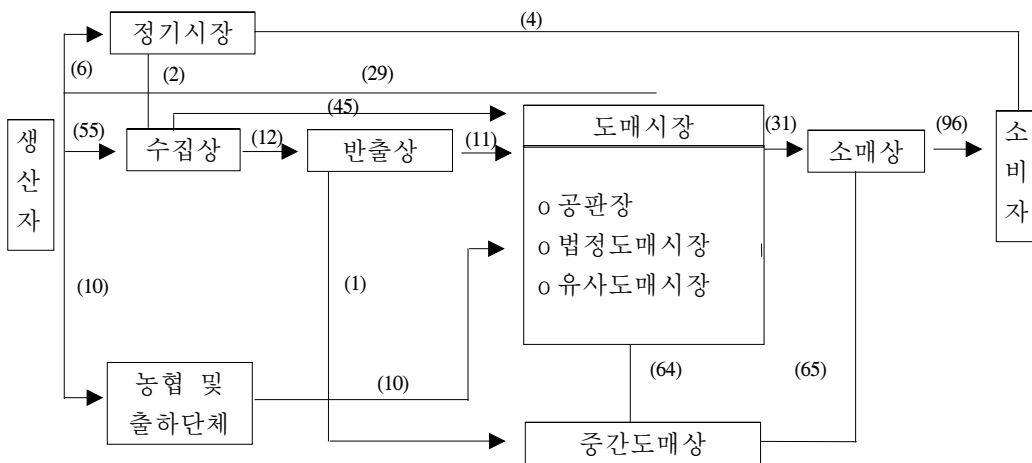 (4)
정기시장
(6)
(2)
(29)
(45)
생
산
자
(55)
수집상
(12)
반출상
(11)
도매시장
(31)
소매상
(96)
소
비
자
o 공판장
o 법정도매시장
o 유사도매시장
(10)
(1)
(10)
(64)
(65)
농협 및
출하단체
중간도매상